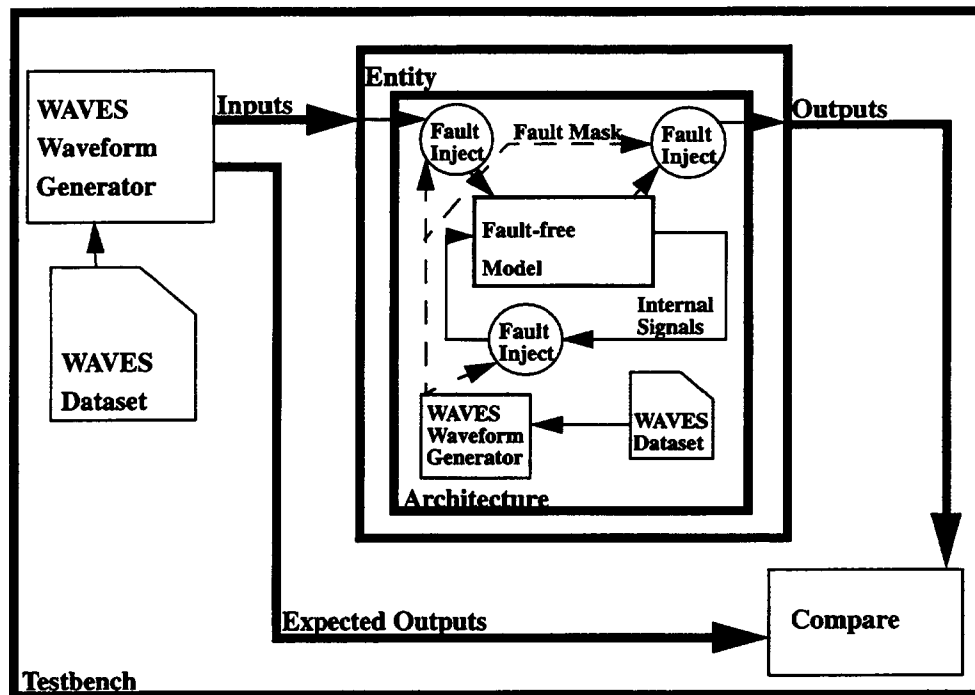 WAVES
Waveform
Generator
Inputs
Entity
Outputs
Fault
Inject
Fault Mask
Fault
Inject
Fault-free
Model
Internal
Signals
Fault
Inject
WAVES
Dataset
WAVES
Waveform
Generator
WAVES
Dataset
Architecture
Expected Outputs
Compare
Testbench